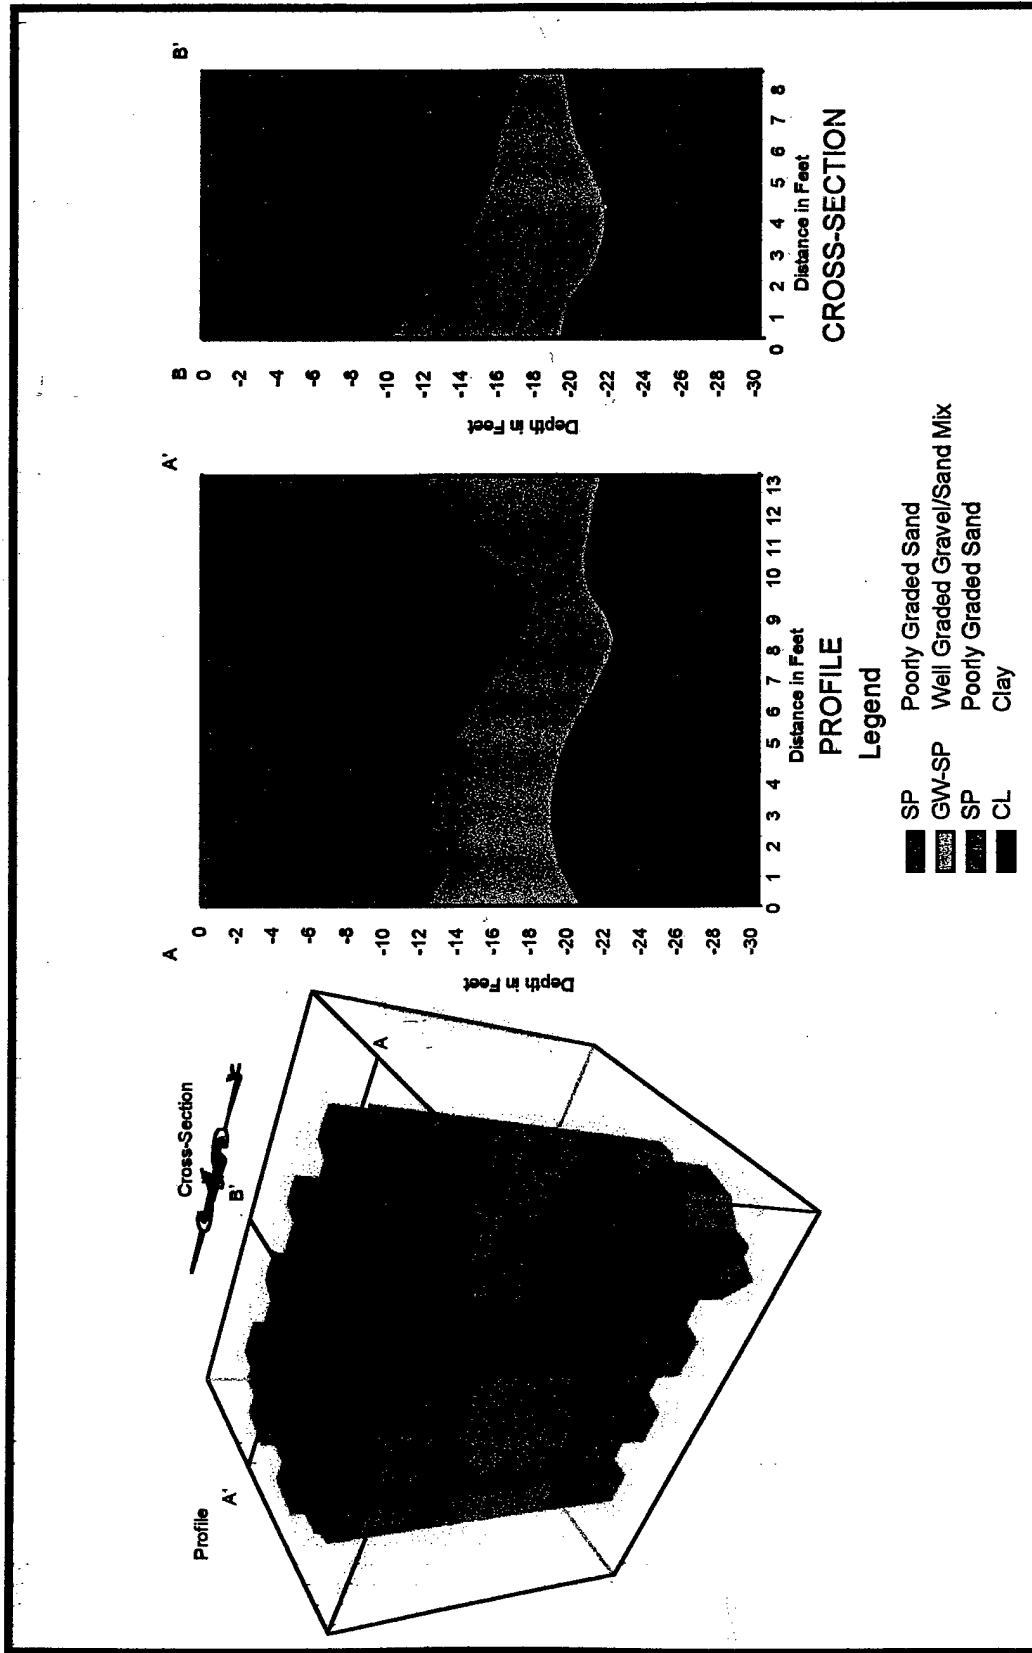 Cross-Section
Profile
A'
B'
A
A
A'
0
-2
-4
-6
-8
-10
-12
-14
-16
-18
-20
-22
-24
-26
-28
-30
Depth in Feet
0 1 2 3 4 5 6 7 8 9 10 11 12 13
Distance in Feet
PROFILE
B
B'
0
-2
-4
-6
-8
-10
-12
-14
-16
-18
-20
-22
-24
-26
-28
-30
Depth in Feet
0 1 2 3 4 5 6 7 8
Distance in Feet
CROSS-SECTION
Legend
SP Poorly Graded Sand
GW-SP Well Graded Gravel/Sand Mix
SP Poorly Graded Sand
CL Clay